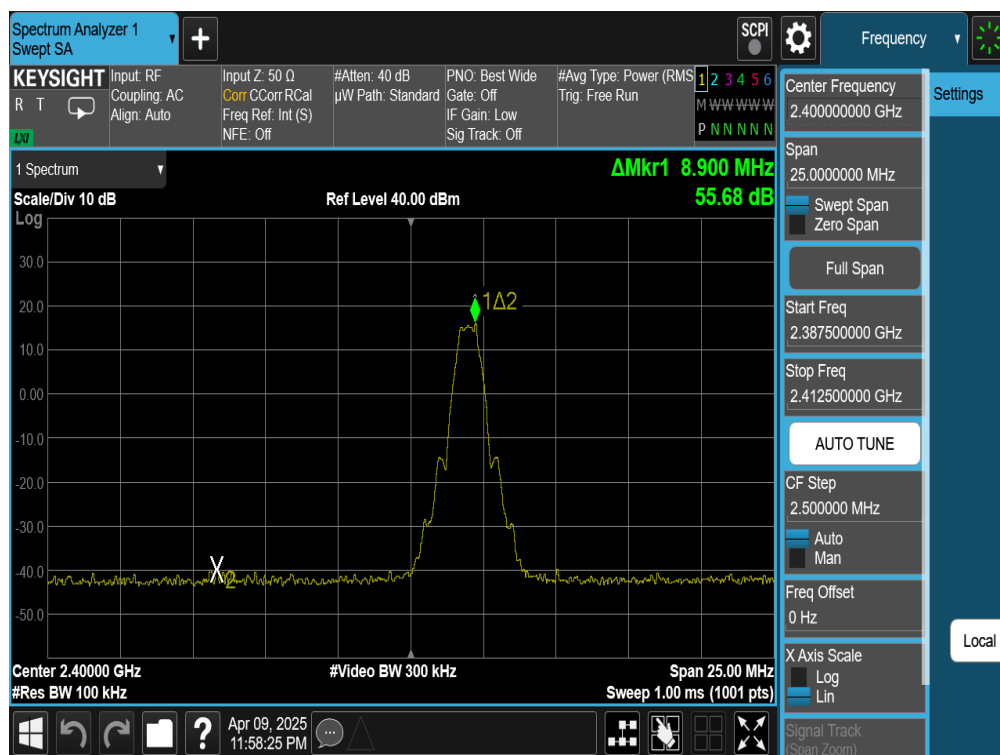 Spectrum Analyzer 1
Swept SA
SCPI
Frequency
KEYSIGHT
R T
LXI
Input: RF
Coupling: AC
Align: Auto
Input Z: 50 Ω
Corr CCorr RCal
Freq Ref: Int (S)
NFE: Off
#Atten: 40 dB
µW Path: Standard
PNO: Best Wide
Gate: Off
IF Gain: Low
Sig Track: Off
#Avg Type: Power (RMS
Trig: Free Run
1 2 3 4 5 6
M W W W W W
P N N N N N
Settings
1 Spectrum
ΔMkr1 8.900 MHz
55.68 dB
Scale/Div 10 dB
Ref Level 40.00 dBm
Log
30.0
20.0
10.0
0.00
-10.0
-20.0
-30.0
-40.0
-50.0
1Δ2
X2
Center 2.40000 GHz
#Video BW 300 kHz
Span 25.00 MHz
#Res BW 100 kHz
Sweep 1.00 ms (1001 pts)
Center Frequency
2.400000000 GHz
Span
25.0000000 MHz
Swept Span
Zero Span
Full Span
Start Freq
2.387500000 GHz
Stop Freq
2.412500000 GHz
AUTO TUNE
CF Step
2.500000 MHz
Auto
Man
Freq Offset
0 Hz
X Axis Scale
Log
Lin
Signal Track
(Span Zoom)
Local
?
Apr 09, 2025
11:58:25 PM